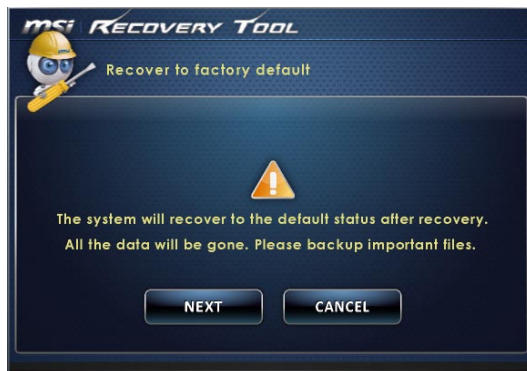 msi RECOVERY TOOL
Recover to factory default
The system will recover to the default status after recovery.
All the data will be gone. Please backup important files.
NEXT
CANCEL